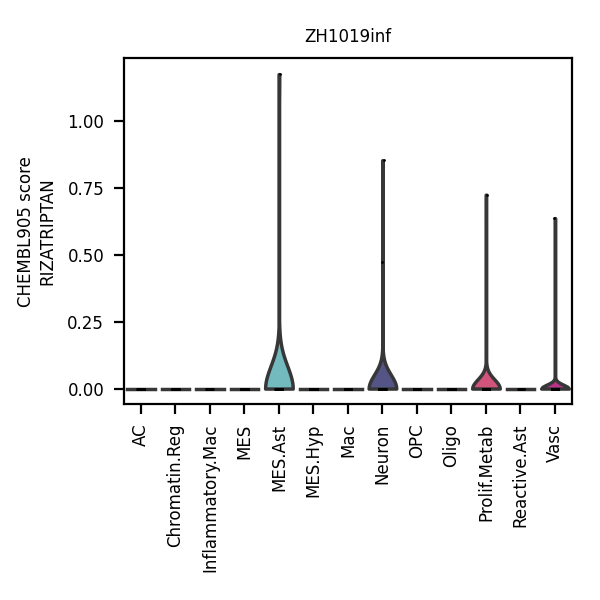 ZH1019inf
CHEMBL905 score
RIZATRIPTAN
1.00
0.75
0.50
0.25
0.00
AC
Chromatin.Reg
Inflammatory.Mac
MES
MES.Ast
MES.Hyp
Mac
Neuron
OPC
Oligo
Prolif.Metab
Reactive.Ast
Vasc